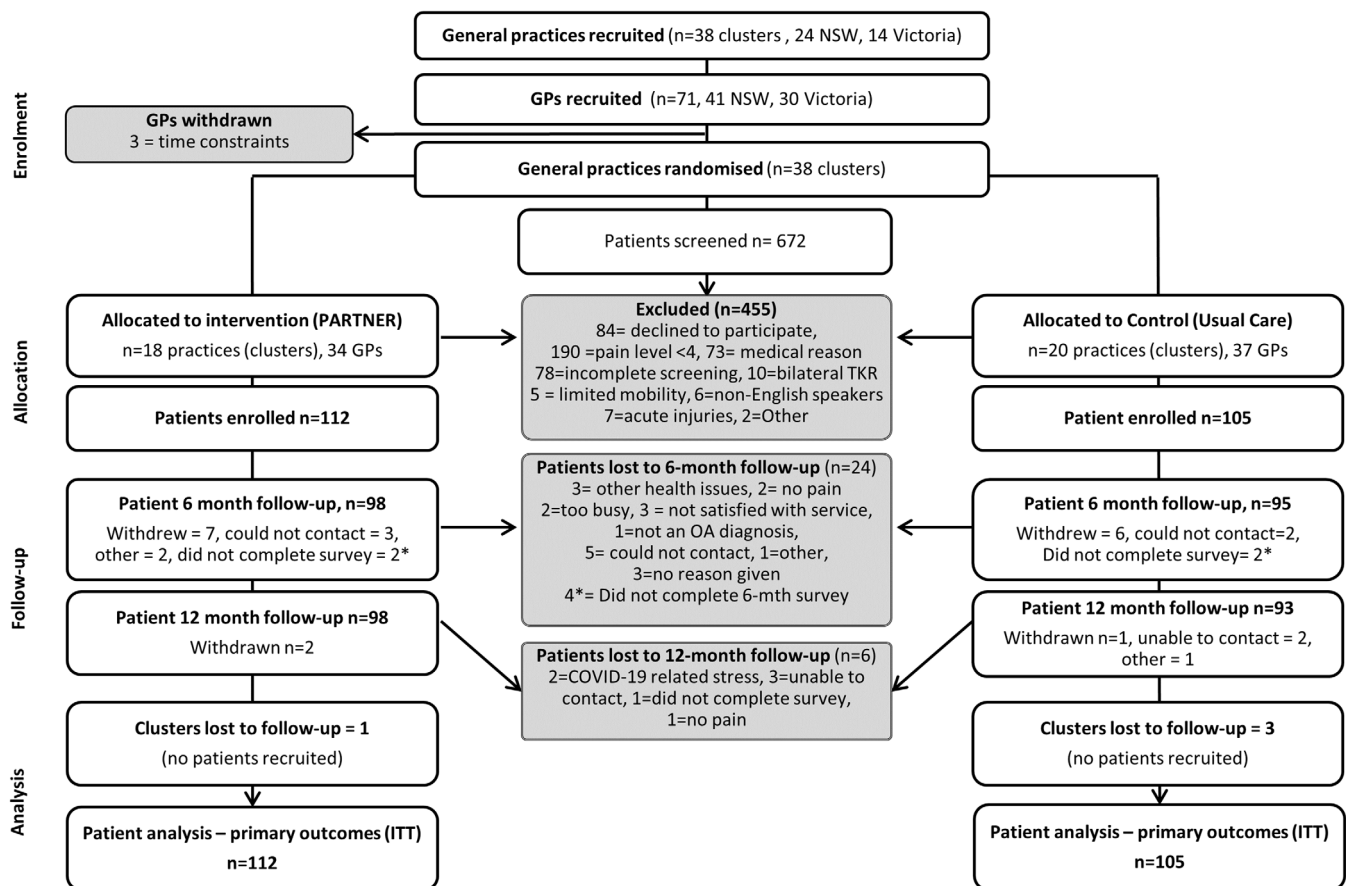 General practices recruited (n=38 clusters , 24 NSW, 14 Victoria)
Enrolment
GPs recruited (n=71, 41 NSW, 30 Victoria)
GPs withdrawn
3 = time constraints
General practices randomised (n=38 clusters)
Patients screened n= 672
Allocation
Allocated to intervention (PARTNER)
n=18 practices (clusters), 34 GPs
Excluded (n=455)
84= declined to participate,
190 =pain level <4, 73= medical reason
78=incomplete screening, 10=bilateral TKR
5 = limited mobility, 6=non-English speakers
7=acute injuries, 2=Other
Allocated to Control (Usual Care)
n=20 practices (clusters), 37 GPs
Patients enrolled n=112
Patient enrolled n=105
Follow-up
Patient 6 month follow-up, n=98
Withdrew = 7, could not contact = 3,
other = 2, did not complete survey = 2*
Patients lost to 6-month follow-up (n=24)
3= other health issues, 2= no pain
2=too busy, 3 = not satisfied with service,
1=not an OA diagnosis,
5= could not contact, 1=other,
3=no reason given
4*= Did not complete 6-mth survey
Patient 6 month follow-up, n=95
Withdrew = 6, could not contact=2,
Did not complete survey= 2*
Patient 12 month follow-up n=98
Withdrawn n=2
Patients lost to 12-month follow-up (n=6)
2=COVID-19 related stress, 3=unable to
contact, 1=did not complete survey,
1=no pain
Patient 12 month follow-up n=93
Withdrawn n=1, unable to contact = 2,
other = 1
Clusters lost to follow-up = 1
(no patients recruited)
Clusters lost to follow-up = 3
(no patients recruited)
Analysis
Patient analysis – primary outcomes (ITT)
n=112
Patient analysis – primary outcomes (ITT)
n=105